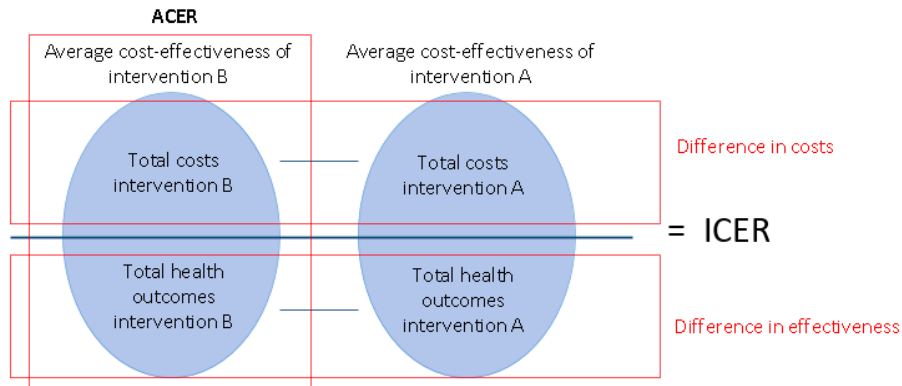 ACER
Average cost-effectiveness of
intervention B
Average cost-effectiveness of
intervention A
Total costs
intervention B
Total costs
intervention A
Difference in costs
= ICER
Total health
outcomes
intervention B
Total health
outcomes
intervention A
Difference in effectiveness